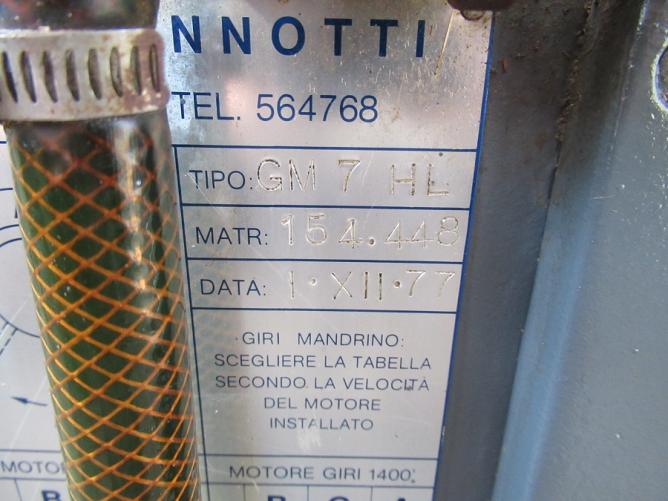 NNOTTI
TEL. 564768
TIPO: GM 7 HL
MATR: 154.448
DATA: 1·XII·77
GIRI MANDRINO:
SCEGLIERE LA TABELLA
SECONDO LA VELOCITÀ
DEL MOTORE
INSTALLATO
MOTO MOTORE GIRI 1400
B B C A